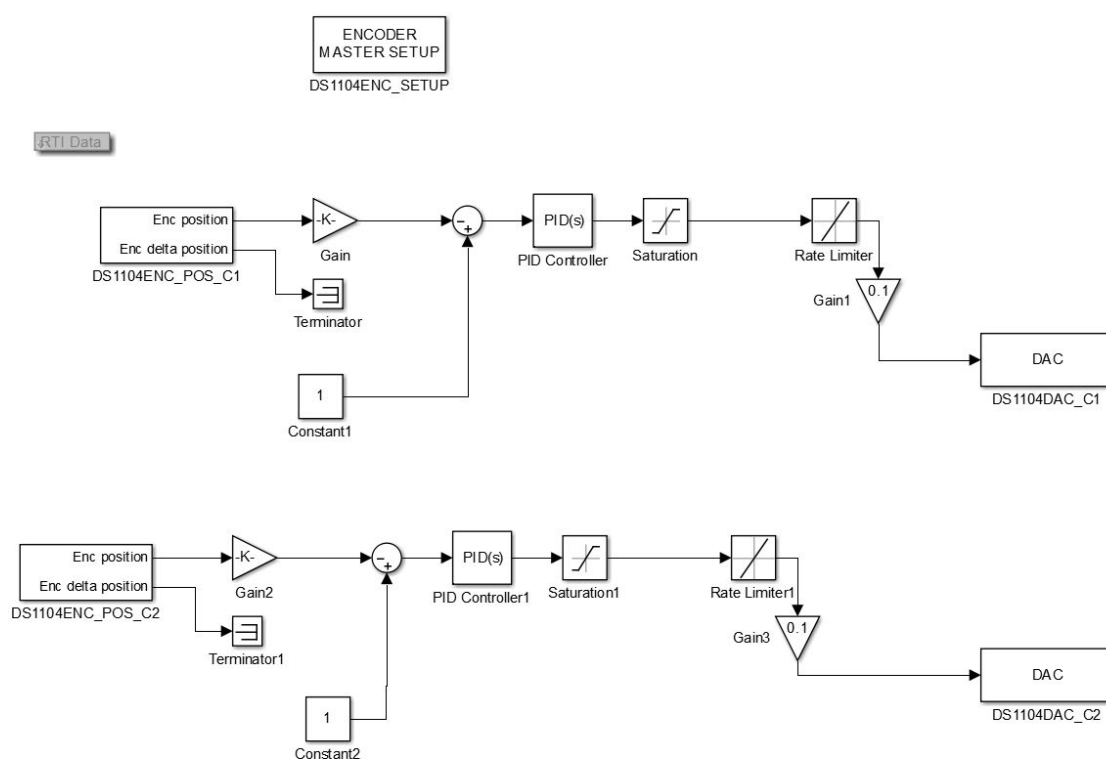 ENCODER
MASTER SETUP
DS1104ENC_SETUP
RTI Data
Enc position
Enc delta position
DS1104ENC_POS_C1
-K-
Gain
Terminator
1
Constant1
PID(s)
PID Controller
Saturation
Rate Limiter
0.1
Gain1
DAC
DS1104DAC_C1
Enc position
Enc delta position
DS1104ENC_POS_C2
-K-
Gain2
Terminator1
1
Constant2
PID(s)
PID Controller1
Saturation1
Rate Limiter1
0.1
Gain3
DAC
DS1104DAC_C2